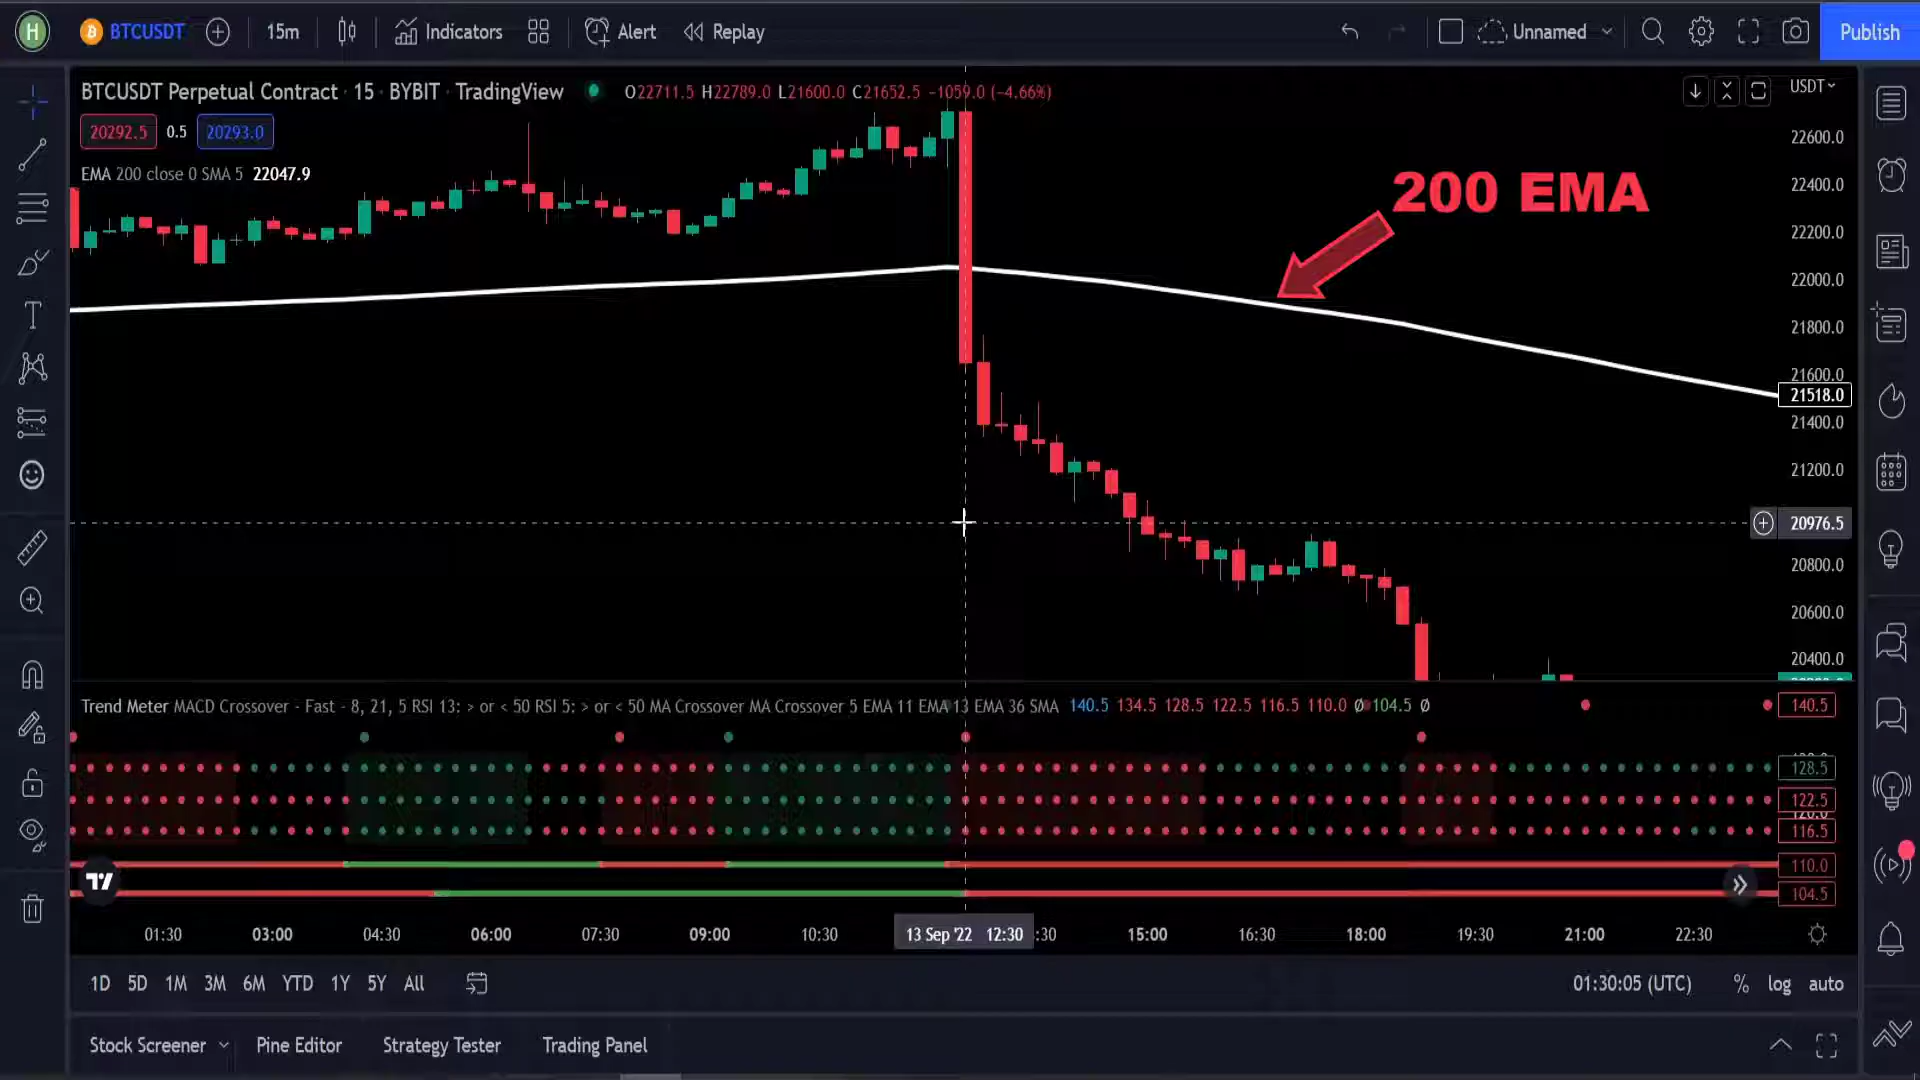 H BTCUSDT 15m Indicators Alert Replay Unnamed Publish
BTCUSDT Perpetual Contract · 15 · BYBIT · TradingView O22711.5 H22789.0 L21600.0 C21652.5 −1059.0 (−4.66%) USDT
20292.5 0.5 20293.0
EMA 200 close 0 SMA 5 22047.9
200 EMA
22600.0
22400.0
22200.0
22000.0
21800.0
21600.0
21518.0
21400.0
21200.0
20976.5
20800.0
20600.0
20400.0
Trend Meter MACD Crossover - Fast - 8, 21, 5 RSI 13: > or < 50 RSI 5: > or < 50 MA Crossover MA Crossover 5 EMA 11 EMA 13 EMA 36 SMA 140.5 134.5 128.5 122.5 116.5 110.0 Ø 104.5 Ø
140.5
128.5
122.5
116.5
110.0
104.5
01:30 03:00 04:30 06:00 07:30 09:00 10:30 13 Sep '22 12:30 :30 15:00 16:30 18:00 19:30 21:00 22:30
1D 5D 1M 3M 6M YTD 1Y 5Y All 01:30:05 (UTC) % log auto
Stock Screener Pine Editor Strategy Tester Trading Panel